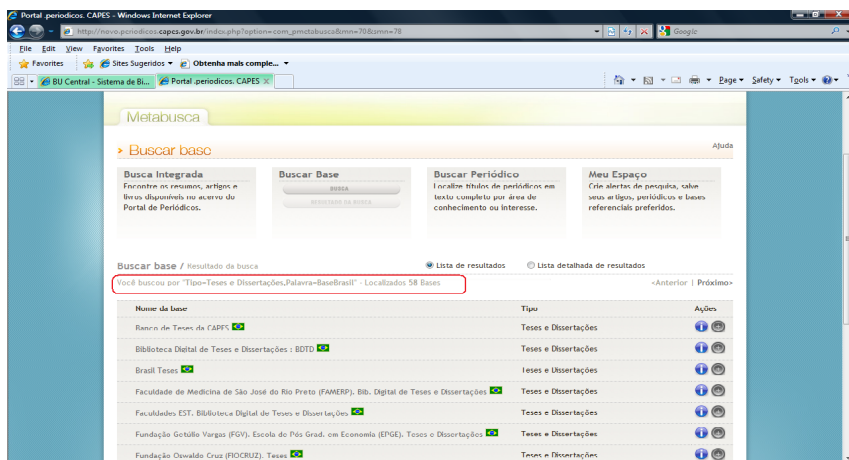 Portal .periodicos. CAPES - Windows Internet Explorer
http://novo.periodicos.capes.gov.br/index.php?option=com_pmetabusca&mn=70&smn=78
Google
File Edit View Favorites Tools Help
Favorites Sites Sugeridos Obtenha mais comple...
BU Central - Sistema de Bi... Portal .periodicos. CAPES Page Safety Tools
Metabusca
Buscar base Ajuda
Busca Integrada Buscar Base Buscar Periódico Meu Espaço
Encontre os resumos, artigos e BUSCA Localize títulos de periódicos em Crie alertas de pesquisa, salve
livros disponíveis no acervo do RESULTADO DA BUSCA texto completo por área de seus artigos, periódicos e bases
Portal de Periódicos. conhecimento ou interesse. referenciais preferidos.
Buscar base / Resultado da busca Lista de resultados Lista detalhada de resultados
Você buscou por "Tipo=Teses e Dissertações,Palavra=BaseBrasil" - Localizados 58 Bases <Anterior | Próximo>
Nome da base Tipo Ações
Banco de Teses da CAPES Teses e Dissertações
Biblioteca Digital de Teses e Dissertações : BDTD Teses e Dissertações
Brasil Teses Teses e Dissertações
Faculdade de Medicina de São José do Rio Preto (FAMERP). Bib. Digital de Teses e Dissertações Teses e Dissertações
Faculdades EST. Biblioteca Digital de Teses e Dissertações Teses e Dissertações
Fundação Getúlio Vargas (FGV). Escola de Pós Grad. em Economia (EPGE). Teses e Dissertações Teses e Dissertações
Fundação Oswaldo Cruz (FIOCRUZ). Teses Teses e Dissertações